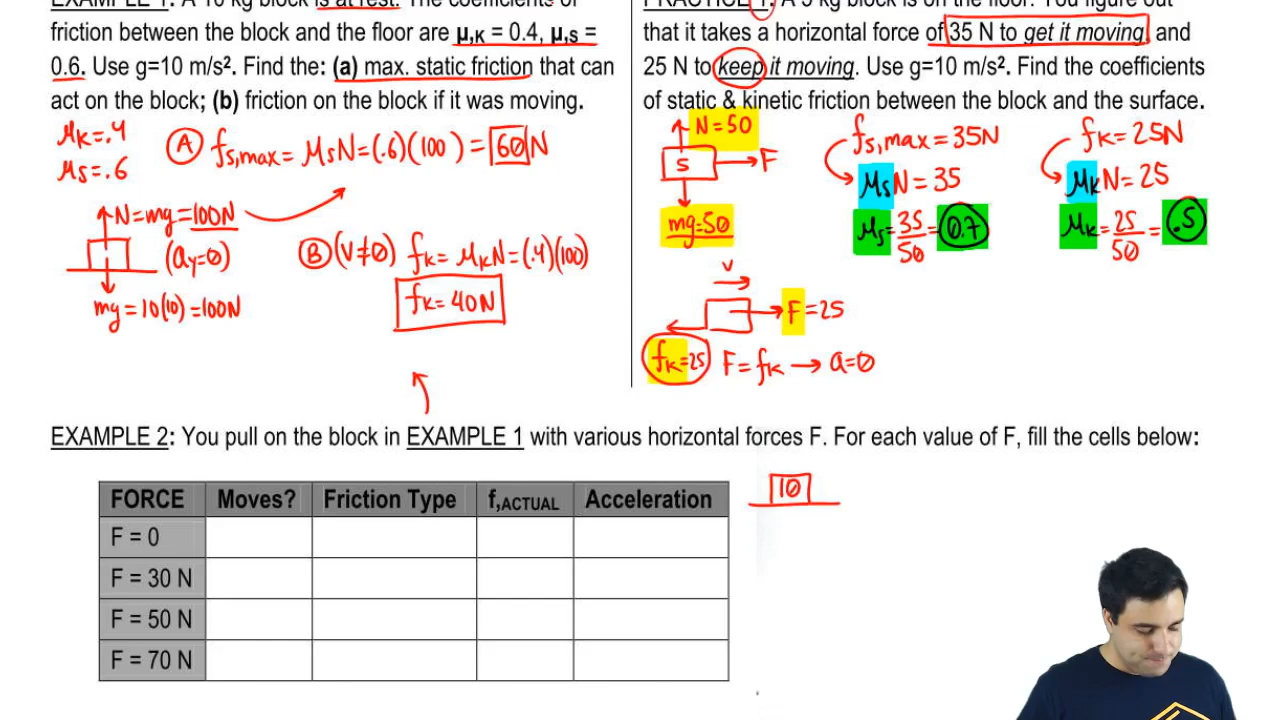 EXAMPLE 1: A 10 kg block is at rest. The coefficients of
friction between the block and the floor are μ,K = 0.4, μ,S =
0.6. Use g=10 m/s². Find the: (a) max. static friction that can
act on the block; (b) friction on the block if it was moving.
μK=.4
μS=.6
A fS,max = μSN=(.6)(100) = 60 N
N=mg=100N
(ay=0)
mg=10(10)=100N
B (V≠0) fK= μKN=(.4)(100)
fK=40N
PRACTICE 1: A 5 kg block is on the floor. You figure out
that it takes a horizontal force of 35 N to get it moving, and
25 N to keep it moving. Use g=10 m/s². Find the coefficients
of static & kinetic friction between the block and the surface.
N=50
5
F
mg=50
fS,max=35N
μSN=35
μS=35/50=0.7
fK=25N
μKN=25
μK=25/50=.5
V
F=25
fK=25
F=fK→a=0
EXAMPLE 2: You pull on the block in EXAMPLE 1 with various horizontal forces F. For each value of F, fill the cells below:
10
FORCE Moves? Friction Type f,ACTUAL Acceleration
F = 0
F = 30 N
F = 50 N
F = 70 N